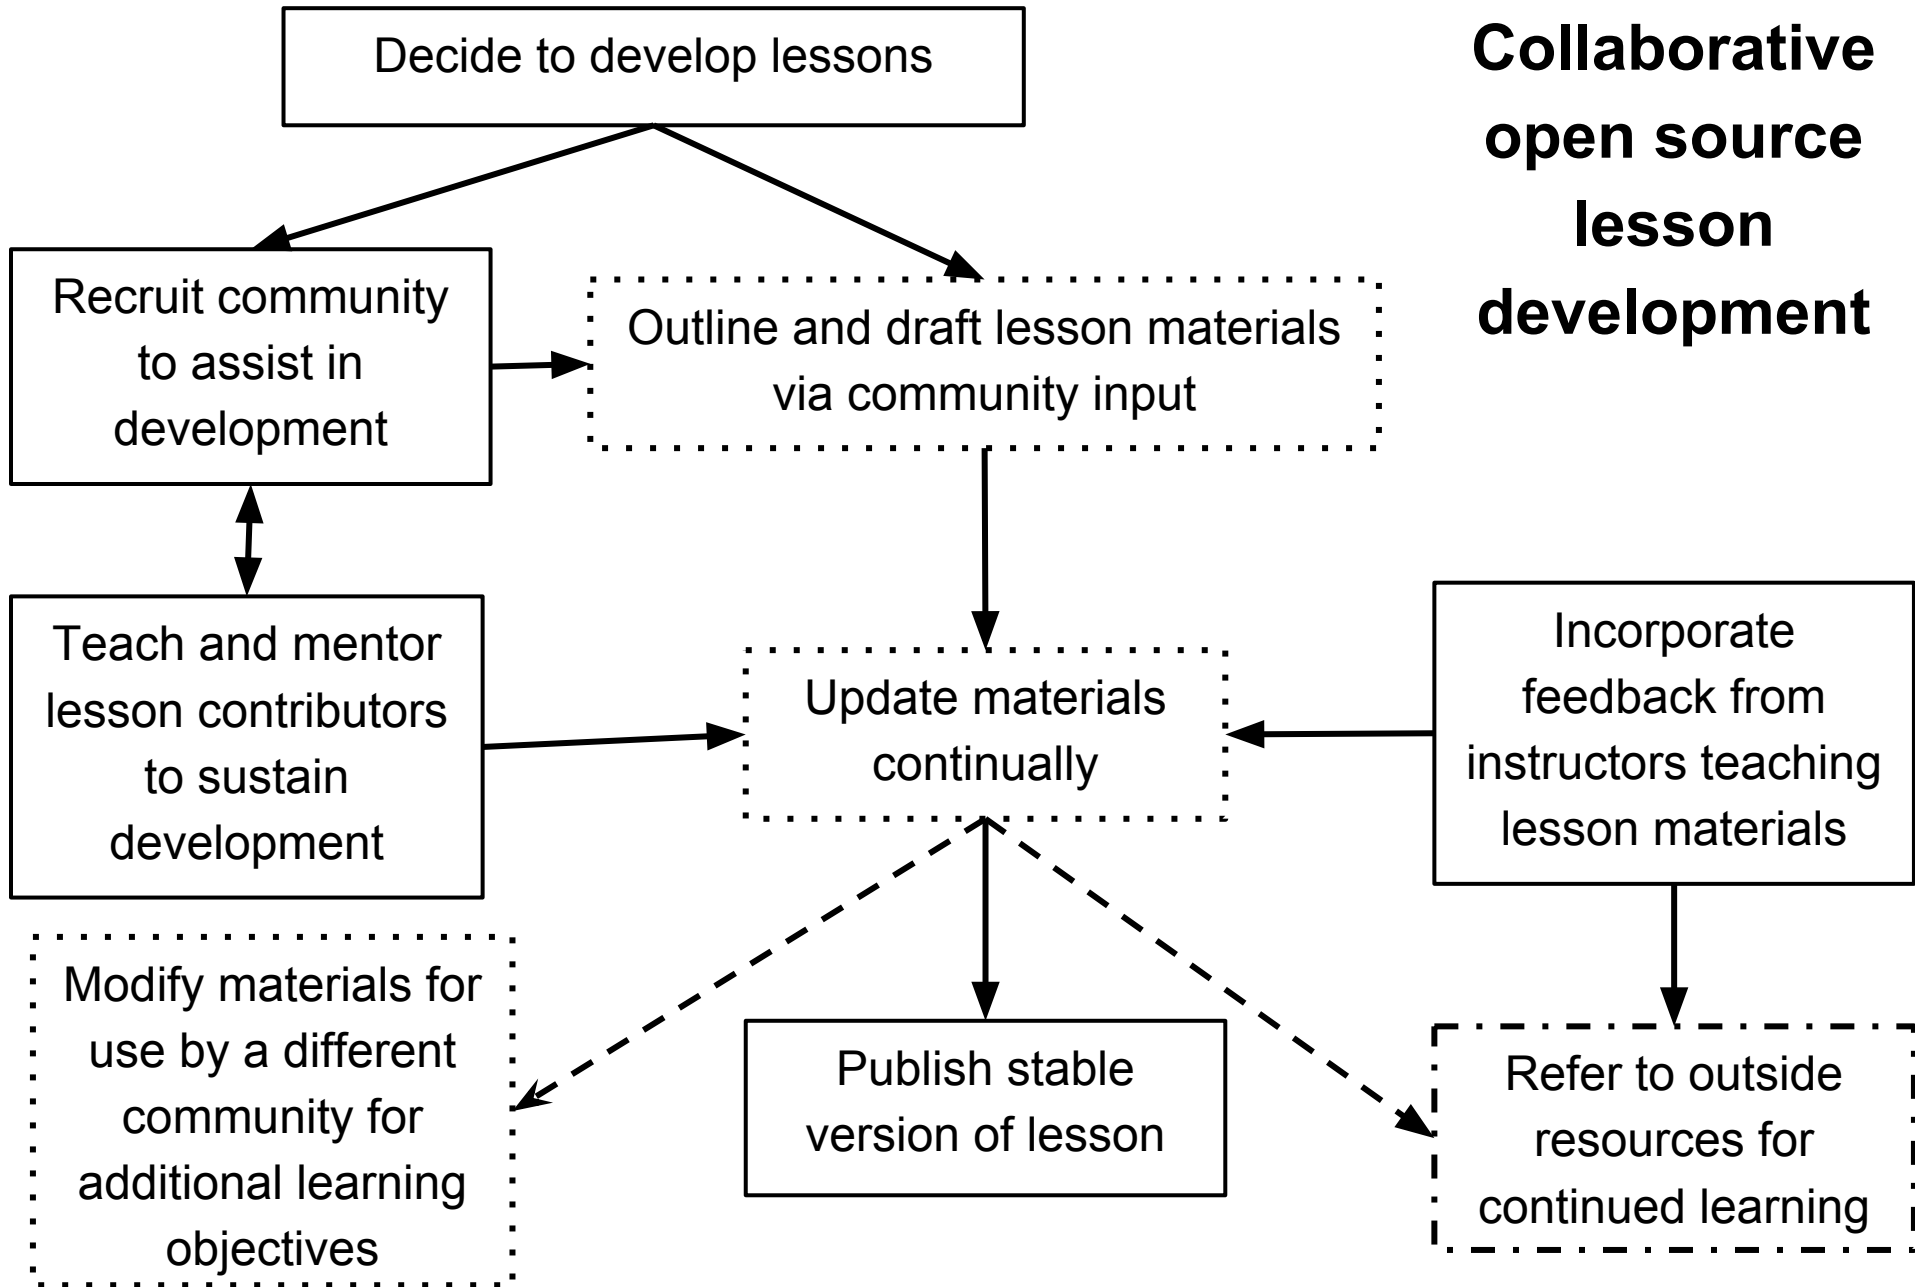 Collaborative
open source
lesson
development
Decide to develop lessons
Recruit community
to assist in
development
Outline and draft lesson materials
via community input
Teach and mentor
lesson contributors
to sustain
development
Update materials
continually
Incorporate
feedback from
instructors teaching
lesson materials
Modify materials for
use by a different
community for
additional learning
objectives
Publish stable
version of lesson
Refer to outside
resources for
continued learning